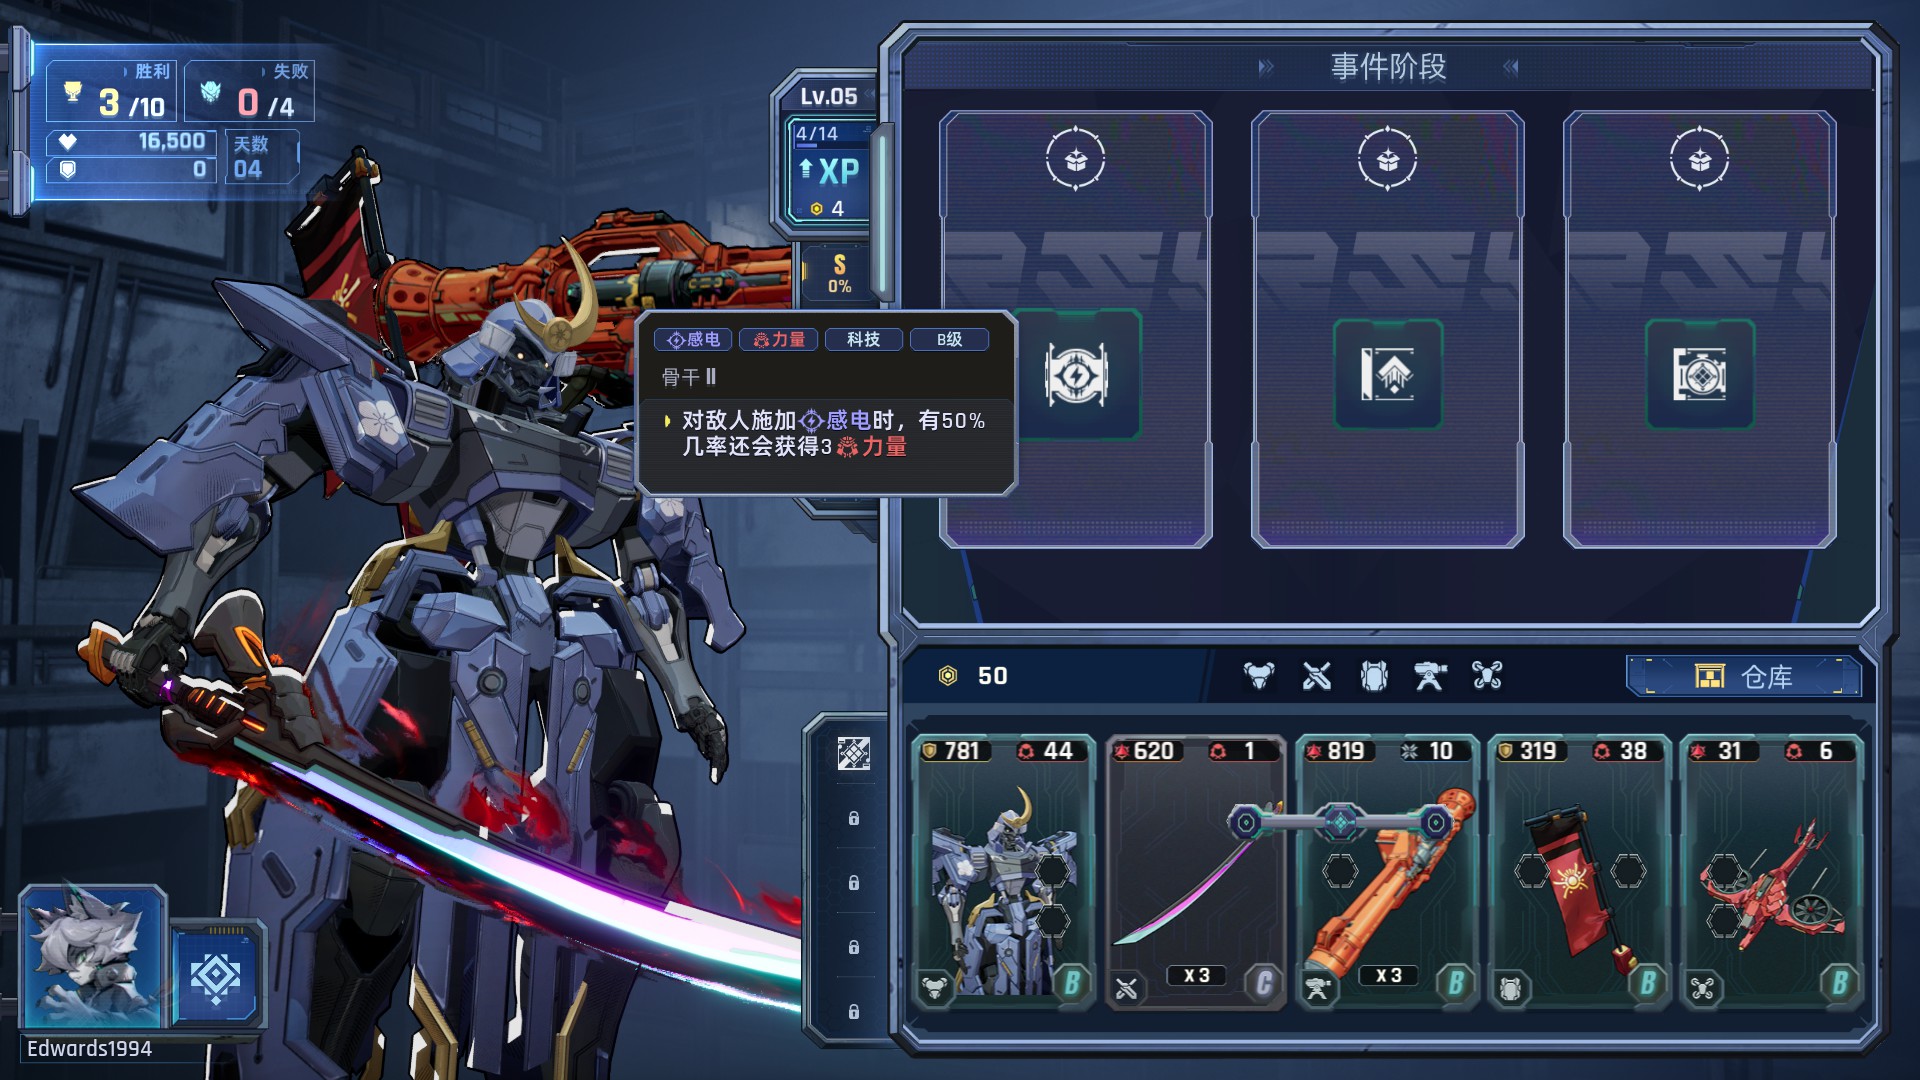 胜利
3/10
失败
0/4
16,500
0
天数
04
Lv.05
4/14
XP
4
S
0%
事件阶段
感电
力量
科技
B级
骨干 II
对敌人施加感电时，有50%
几率还会获得3力量
50
仓库
781
44
620
1
819
10
319
38
31
6
x3
x3
B
C
B
B
B
Edwards1994